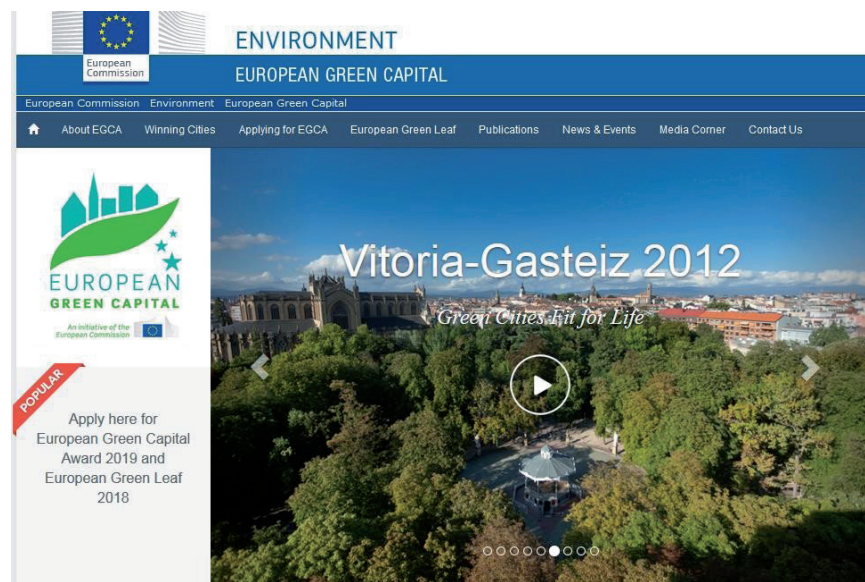 European
Commission
ENVIRONMENT
EUROPEAN GREEN CAPITAL
European Commission Environment European Green Capital
About EGCA Winning Cities Applying for EGCA European Green Leaf Publications News & Events Media Corner Contact Us
EUROPEAN
GREEN CAPITAL
An initiative of the
European Commission
POPULAR
Apply here for
European Green Capital
Award 2019 and
European Green Leaf
2018
Vitoria-Gasteiz 2012
Green Cities Fit for Life